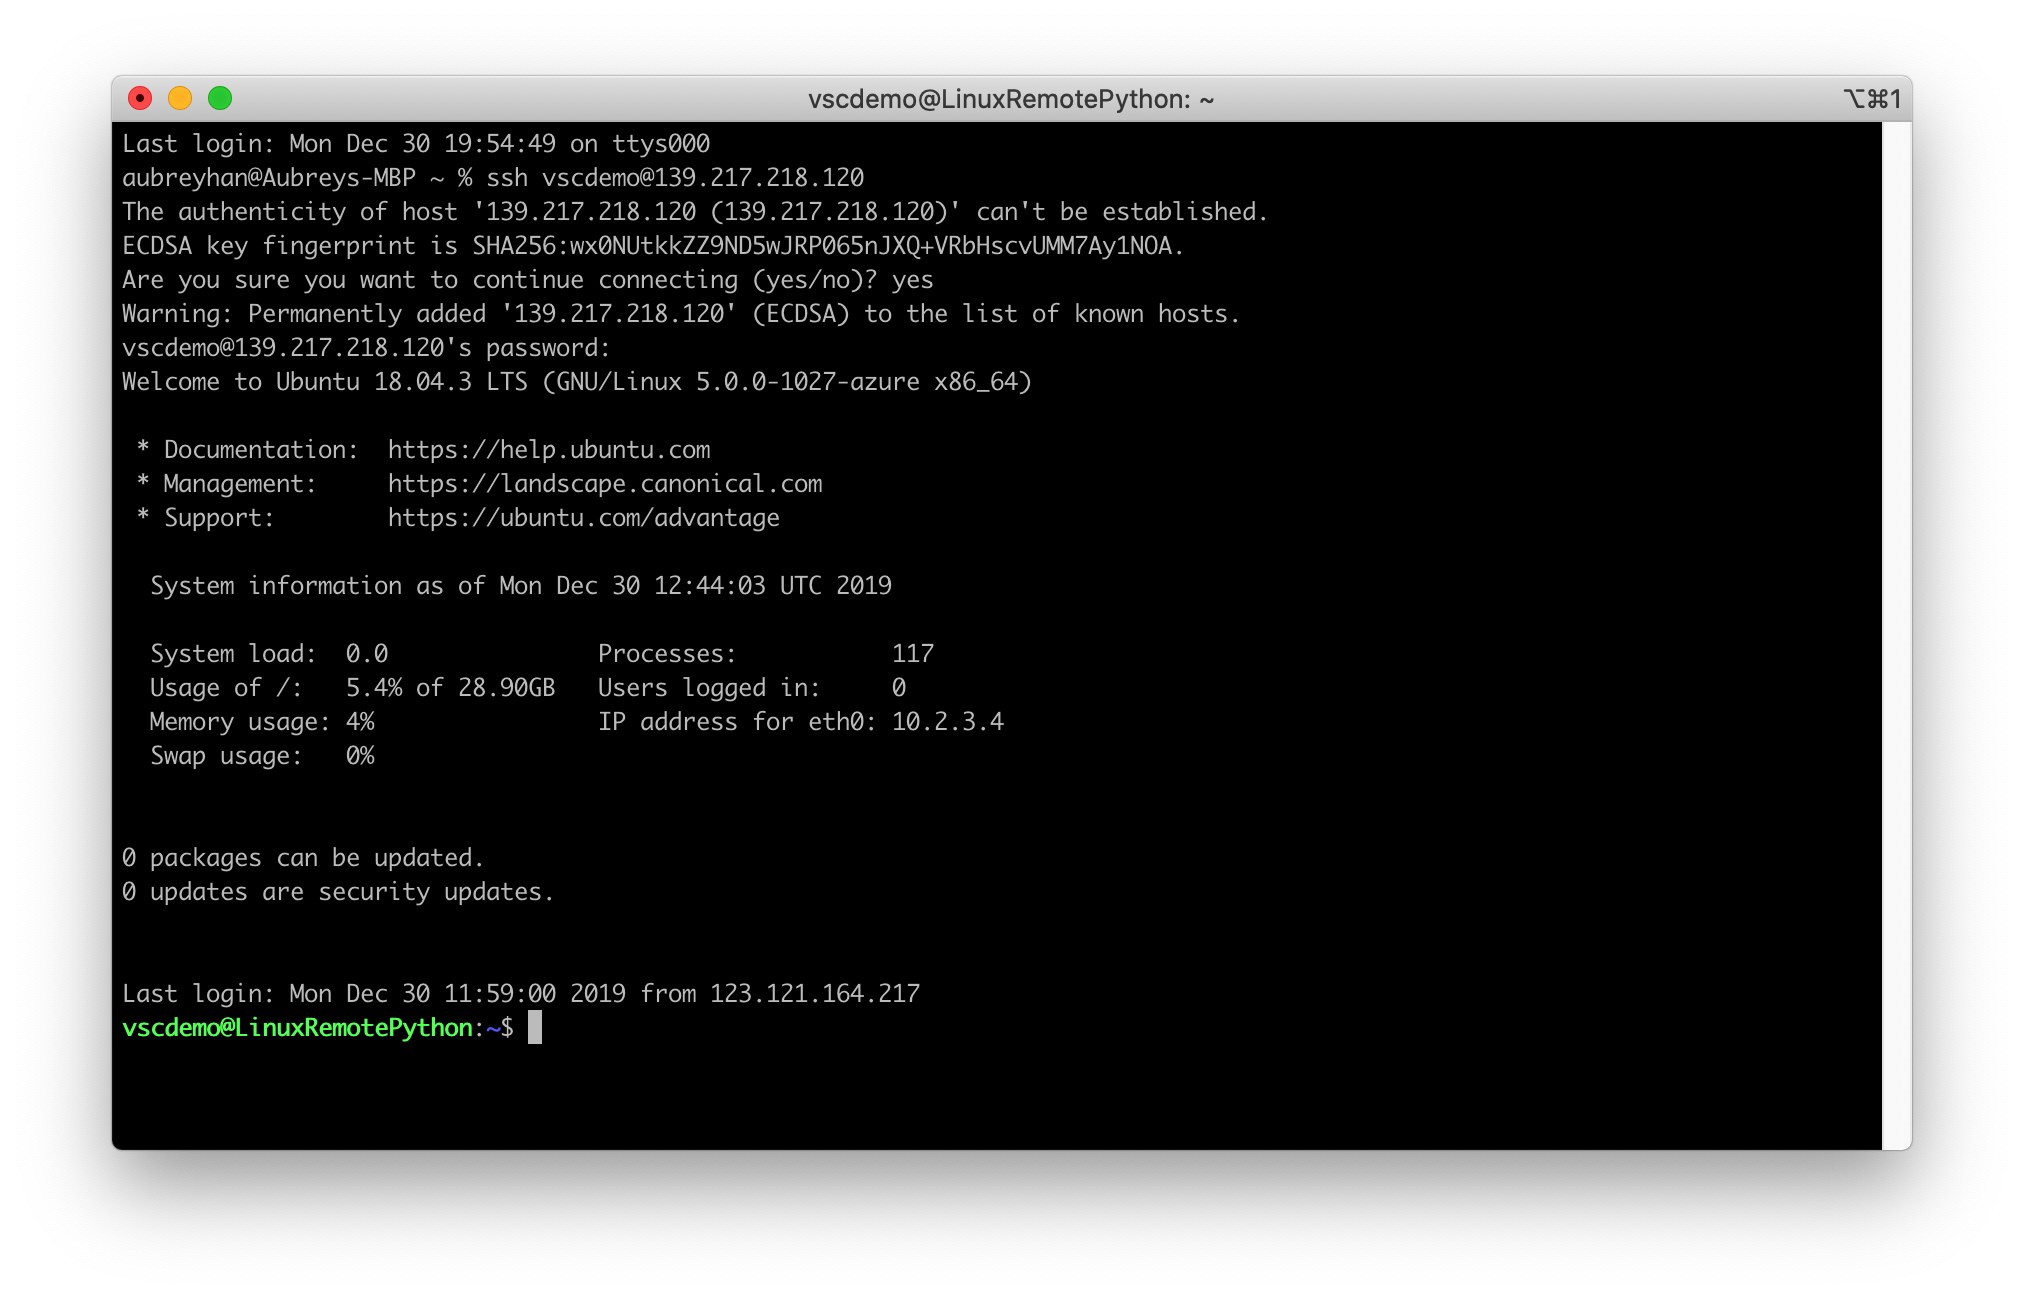 vscdemo@LinuxRemotePython: ~ ⌥⌘1
Last login: Mon Dec 30 19:54:49 on ttys000
aubreyhan@Aubreys-MBP ~ % ssh vscdemo@139.217.218.120
The authenticity of host '139.217.218.120 (139.217.218.120)' can't be established.
ECDSA key fingerprint is SHA256:wx0NUtkkZZ9ND5wJRP065nJXQ+VRbHscvUMM7Ay1NOA.
Are you sure you want to continue connecting (yes/no)? yes
Warning: Permanently added '139.217.218.120' (ECDSA) to the list of known hosts.
vscdemo@139.217.218.120's password:
Welcome to Ubuntu 18.04.3 LTS (GNU/Linux 5.0.0-1027-azure x86_64)

 * Documentation:  https://help.ubuntu.com
 * Management:     https://landscape.canonical.com
 * Support:        https://ubuntu.com/advantage

  System information as of Mon Dec 30 12:44:03 UTC 2019

  System load:  0.0               Processes:           117
  Usage of /:   5.4% of 28.90GB   Users logged in:     0
  Memory usage: 4%                IP address for eth0: 10.2.3.4
  Swap usage:   0%

0 packages can be updated.
0 updates are security updates.

Last login: Mon Dec 30 11:59:00 2019 from 123.121.164.217
vscdemo@LinuxRemotePython:~$